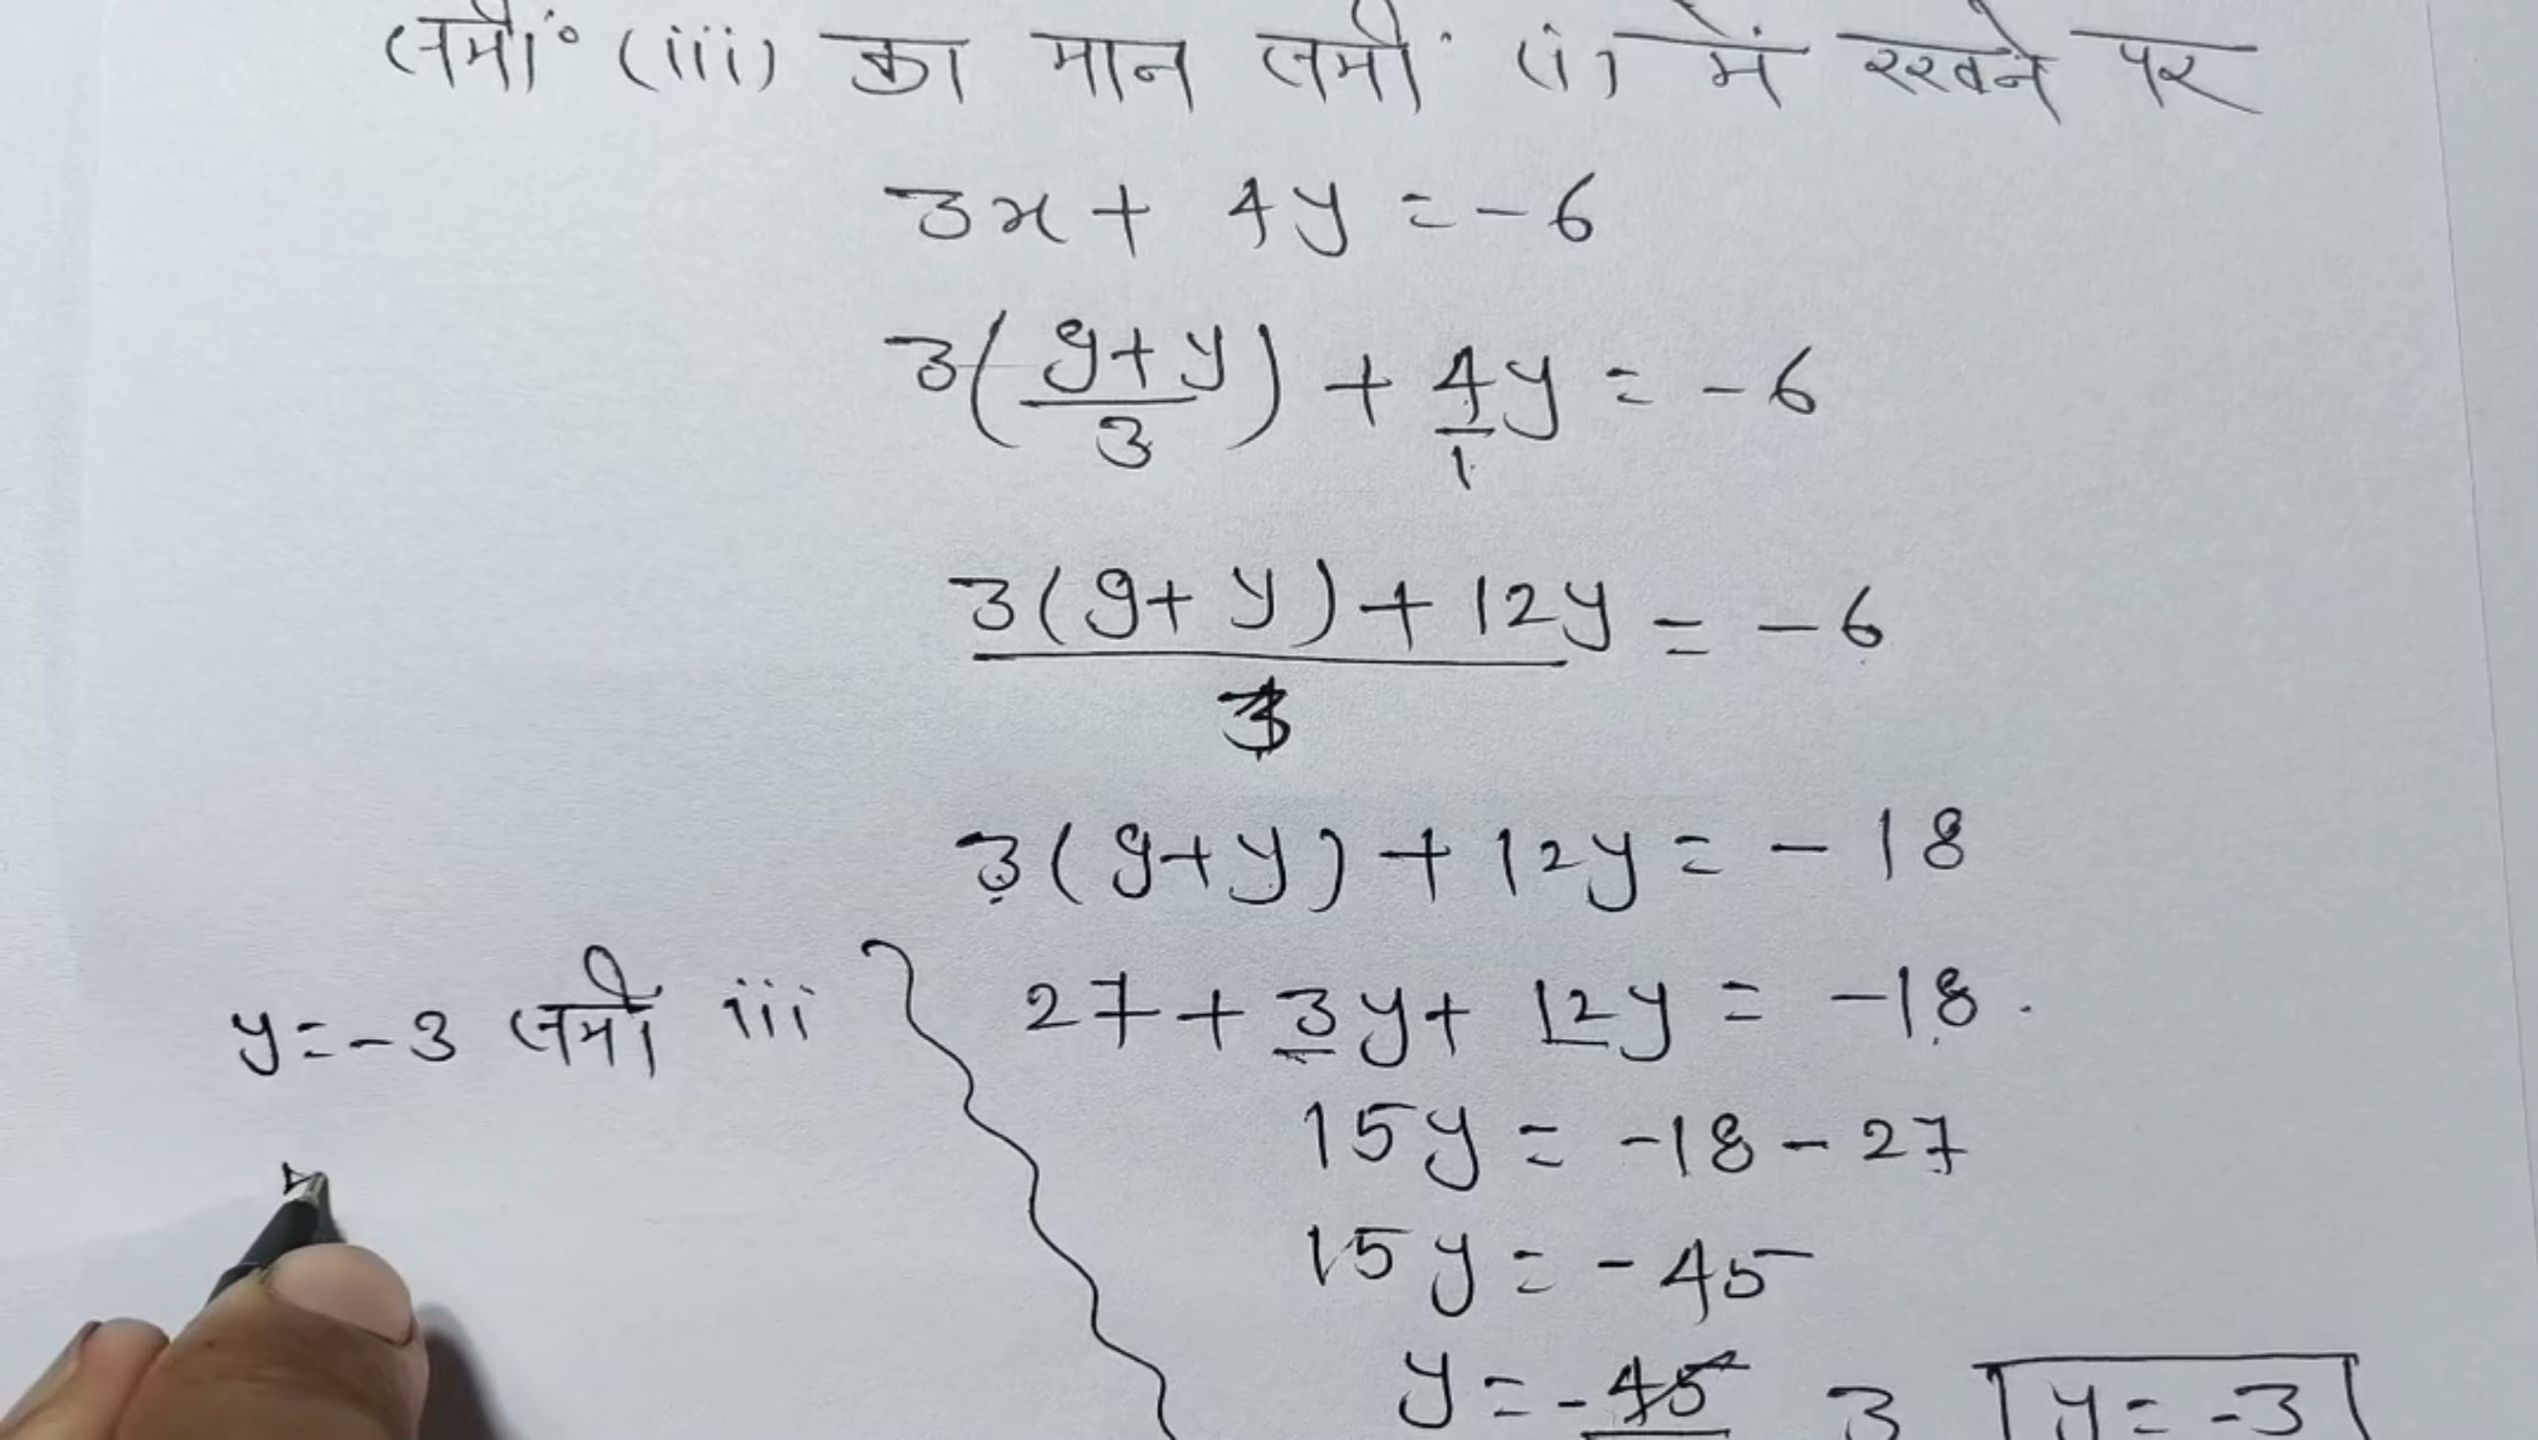 समी० (iii) का मान समी० (i) में रखने पर
3x + 4y = -6
3(9+y/3) + 4/1 y = -6
3(9+y)+12y/3 = -6
3(9+y) + 12y = -18
27 + 3y + 12y = -18
15y = -18 - 27
15y = -45
y = -45 3 y = -3
y = -3 समी iii